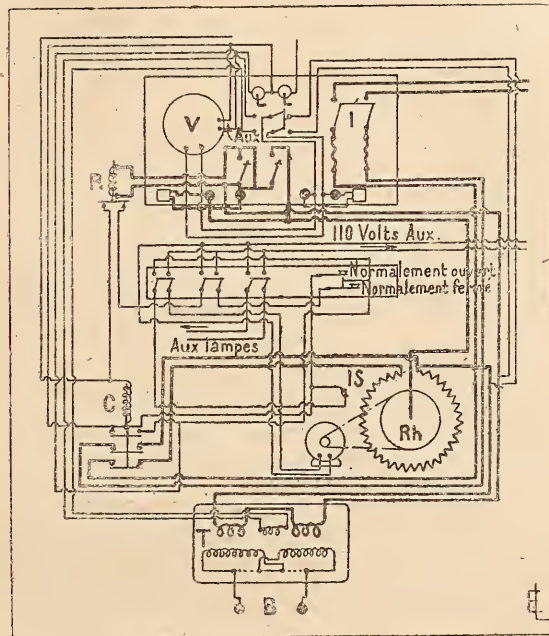 V
I
Aux.
R
110 Volts Aux.
Normalement ouvert
Normalement fermé
Aux lampes
C
IS
Rh
B